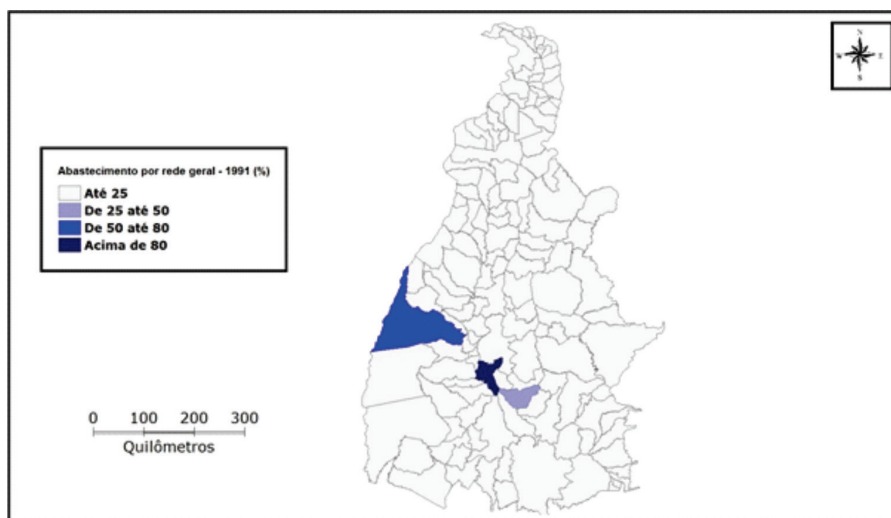 N
W E
S
Abastecimento por rede geral - 1991 (%)
Até 25
De 25 até 50
De 50 até 80
Acima de 80
0 100 200 300
Quilômetros